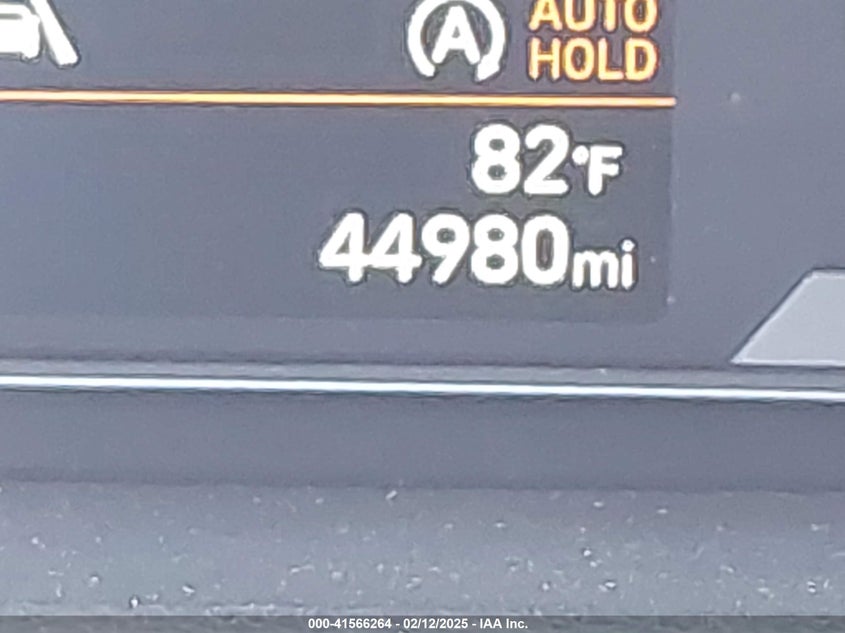 A
AUTO
HOLD
82°F
44980mi
000-41566264 - 02/12/2025 - IAA Inc.